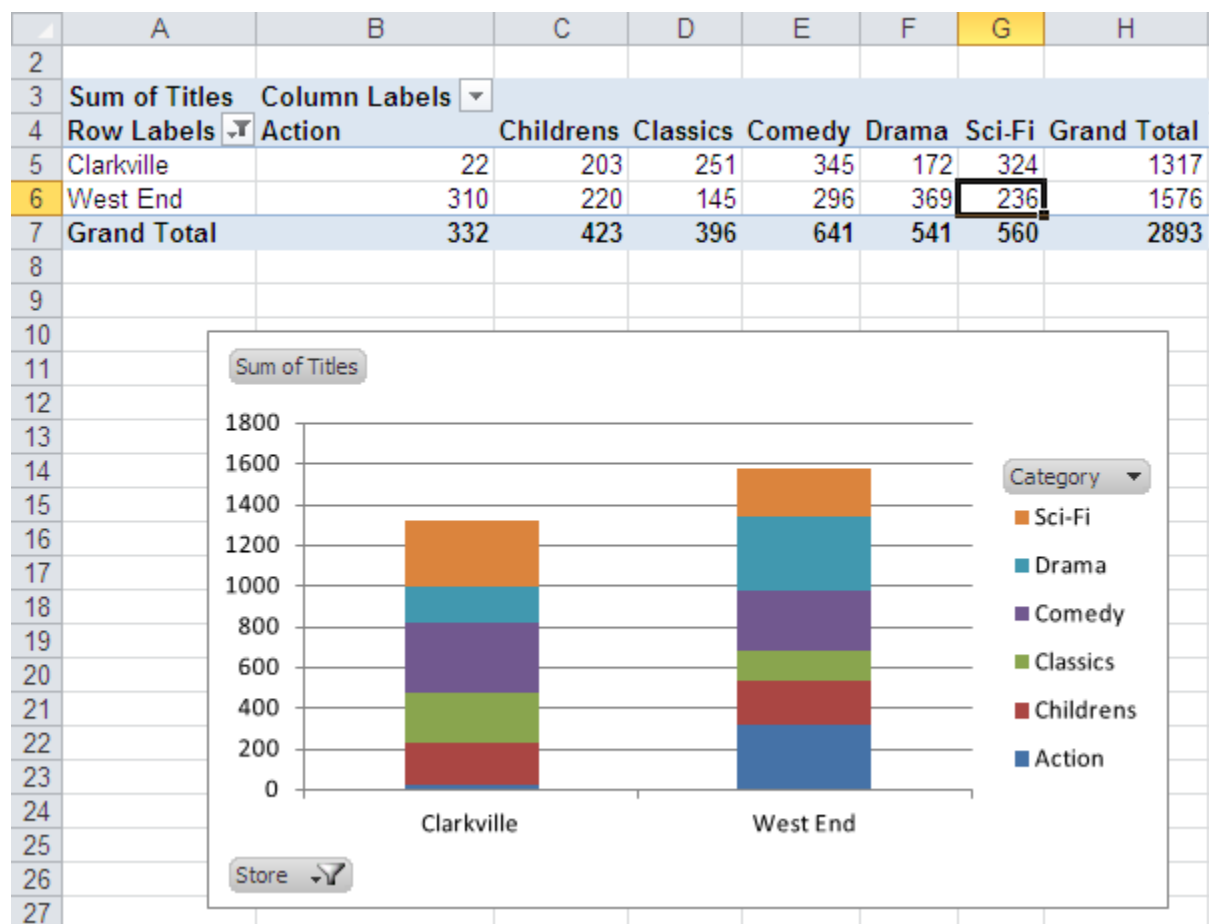 A B C D E F G H
2
3 Sum of Titles Column Labels
4 Row Labels Action Childrens Classics Comedy Drama Sci-Fi Grand Total
5 Clarkville 22 203 251 345 172 324 1317
6 West End 310 220 145 296 369 236 1576
7 Grand Total 332 423 396 641 541 560 2893
8
9
10
11
12
13
14
15
16
17
18
19
20
21
22
23
24
25
26
27
Sum of Titles
1800
1600
1400
1200
1000
800
600
400
200
0
Clarkville West End
Category
Sci-Fi
Drama
Comedy
Classics
Childrens
Action
Store